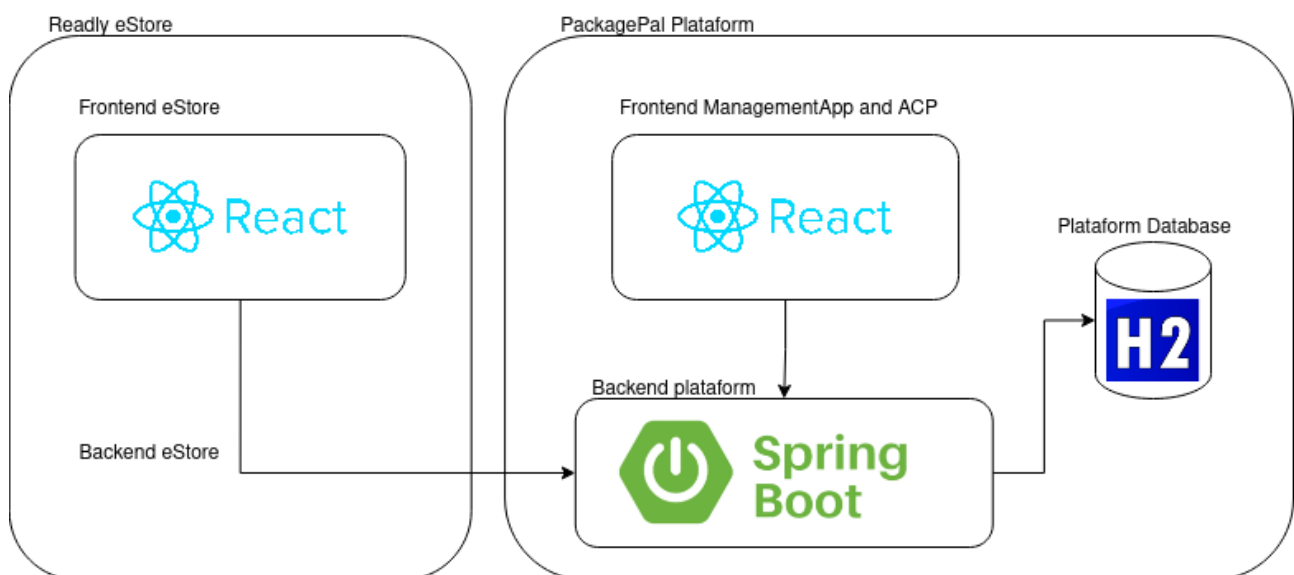 Readly eStore
PackagePal Plataform
Frontend eStore
Frontend ManagementApp and ACP
React
React
Plataform Database
H2
Backend plataform
Backend eStore
Spring
Boot